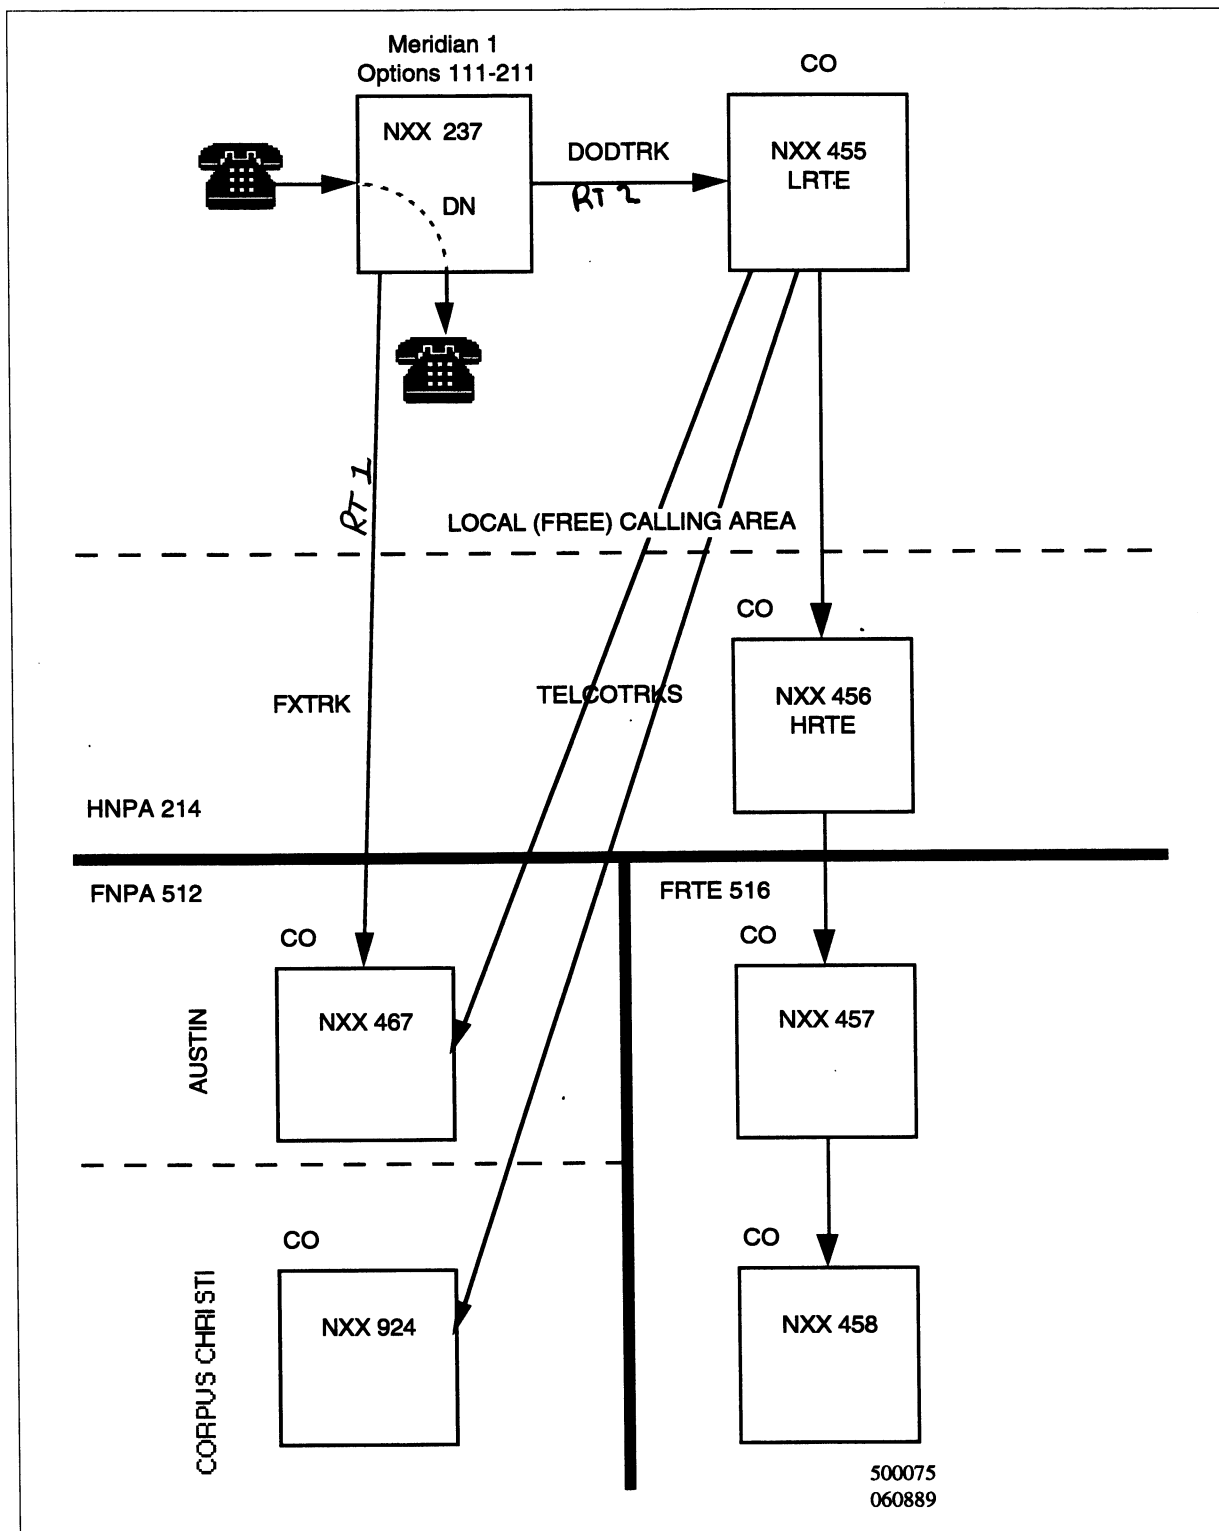 Meridian 1
Options 111-211
CO
NXX 237
DN
DODTRK
RT 2
NXX 455
LRTE
RT 1
LOCAL (FREE) CALLING AREA
CO
NXX 456
HRTE
FXTRK
TELCOTRKS
HNPA 214
FNPA 512
FRTE 516
CO
NXX 467
AUSTIN
CO
NXX 457
CO
NXX 924
CORPUS CHRISTI
CO
NXX 458
500075
060889